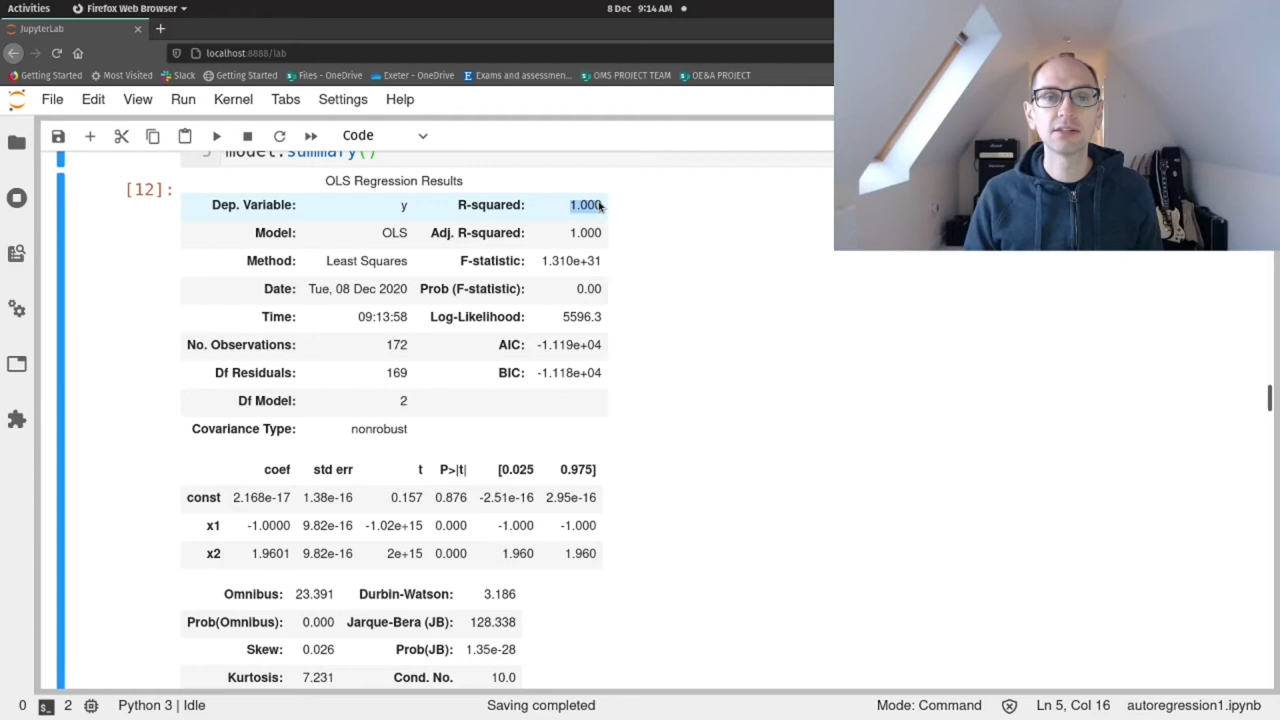 Activities Firefox Web Browser 8 Dec 9:14 AM
JupyterLab
localhost:8888/lab
Getting Started Most Visited Slack Getting Started Files - OneDrive Exeter - OneDrive Exams and assessmen... OMS PROJECT TEAM OE&A PROJECT
File Edit View Run Kernel Tabs Settings Help
Code
5 model.summary()
[12]:
OLS Regression Results
Dep. Variable: y R-squared: 1.000
Model: OLS Adj. R-squared: 1.000
Method: Least Squares F-statistic: 1.310e+31
Date: Tue, 08 Dec 2020 Prob (F-statistic): 0.00
Time: 09:13:58 Log-Likelihood: 5596.3
No. Observations: 172 AIC: -1.119e+04
Df Residuals: 169 BIC: -1.118e+04
Df Model: 2
Covariance Type: nonrobust
coef std err t P>|t| [0.025 0.975]
const 2.168e-17 1.38e-16 0.157 0.876 -2.51e-16 2.95e-16
x1 -1.0000 9.82e-16 -1.02e+15 0.000 -1.000 -1.000
x2 1.9601 9.82e-16 2e+15 0.000 1.960 1.960
Omnibus: 23.391 Durbin-Watson: 3.186
Prob(Omnibus): 0.000 Jarque-Bera (JB): 128.338
Skew: 0.026 Prob(JB): 1.35e-28
Kurtosis: 7.231 Cond. No. 10.0
0 2 Python 3 | Idle Saving completed Mode: Command Ln 5, Col 16 autoregression1.ipynb